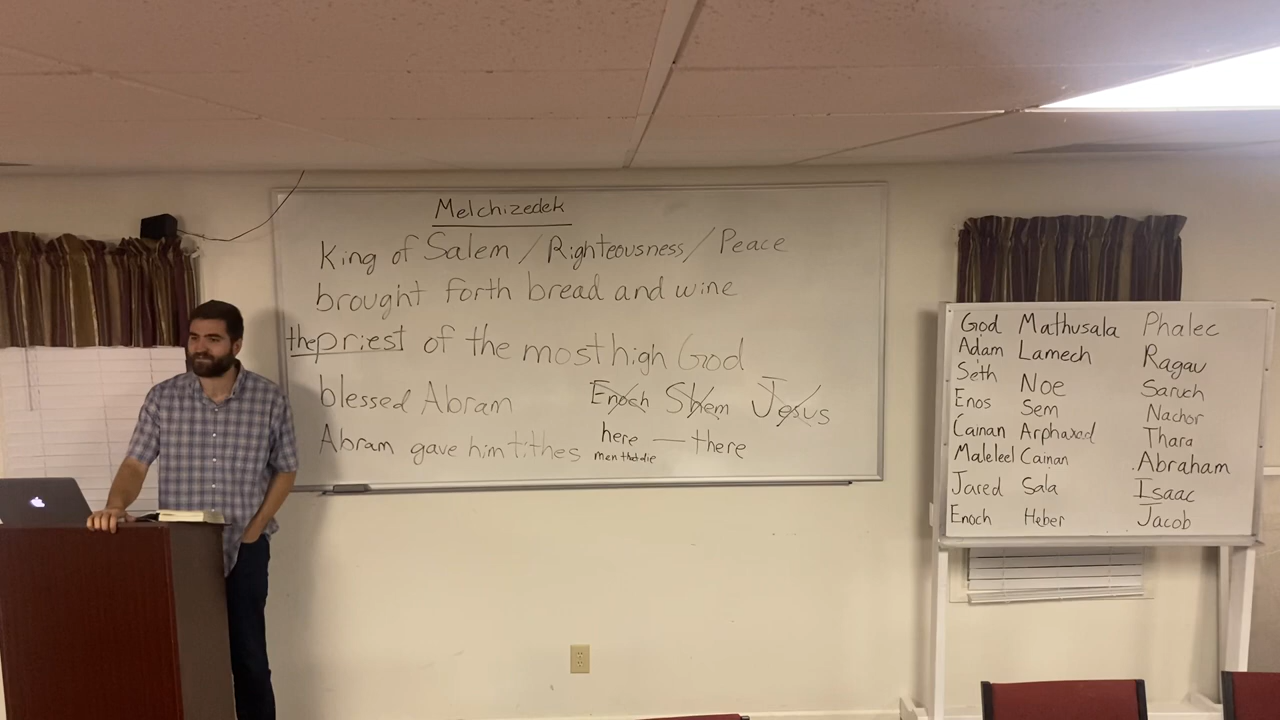 Melchizedek
King of Salem / Righteousness / Peace
brought forth bread and wine
the priest of the most high God
blessed Abram Enoch Shem Jesus
Abram gave him tithes here — there
men that die
God Mathusala Phalec
Adam Lamech Ragau
Seth Noe Saruch
Enos Sem Nachor
Cainan Arphaxad Thara
Maleleel Cainan Abraham
Jared Sala Isaac
Enoch Heber Jacob